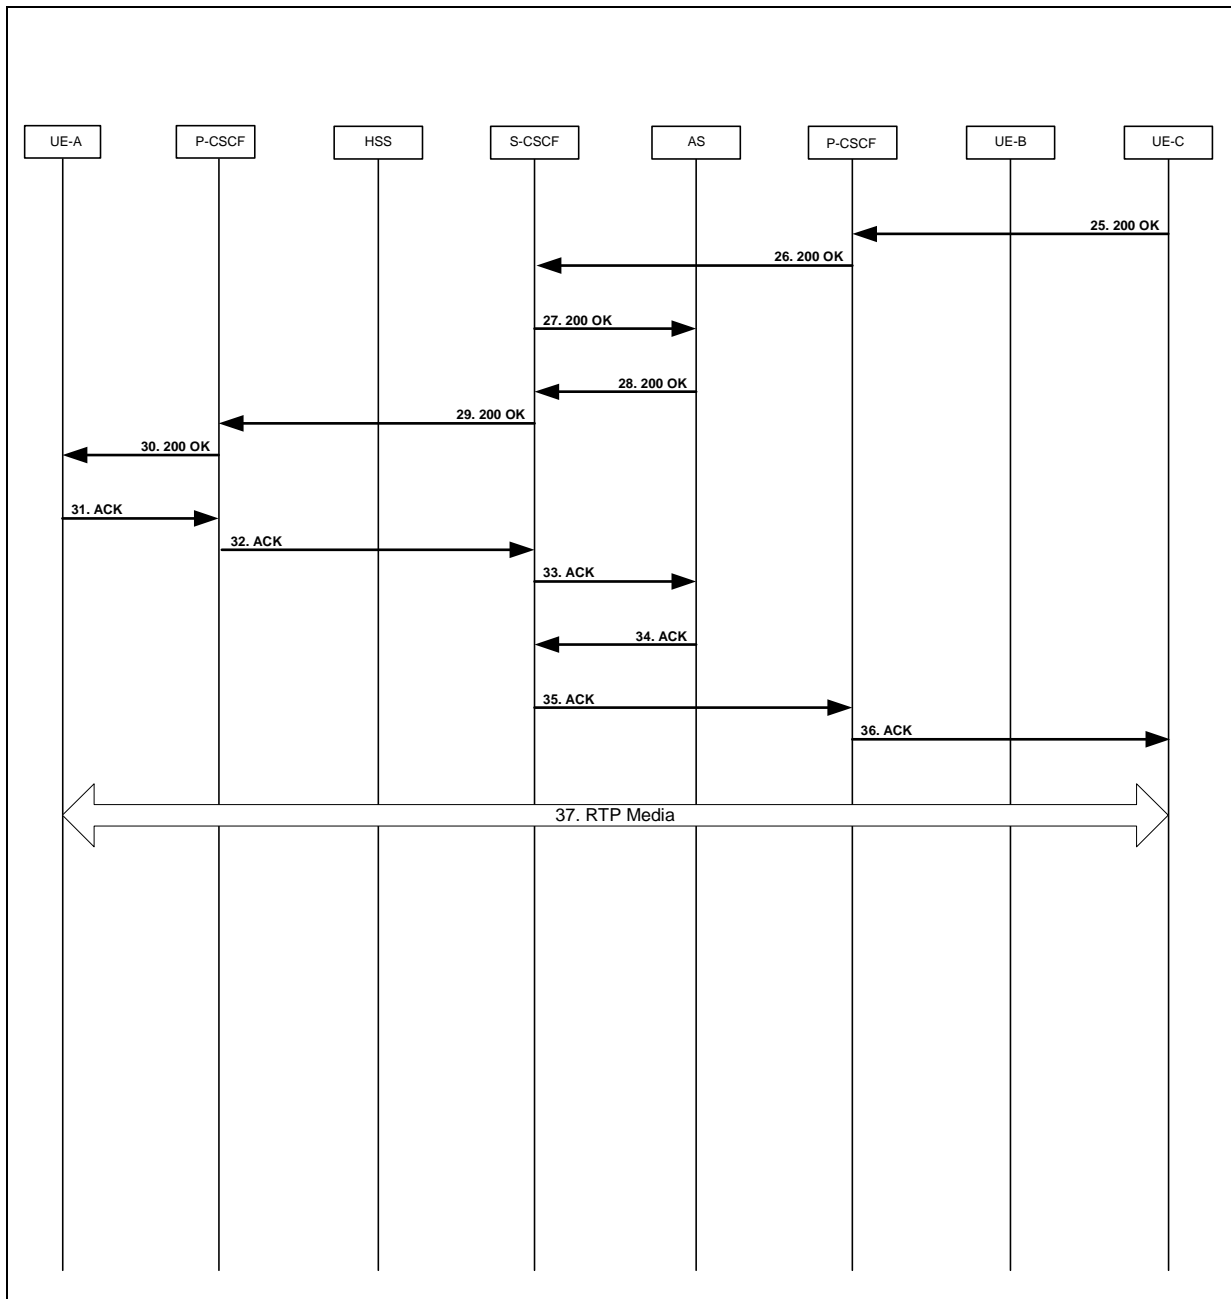 UE-A
P-CSCF
HSS
S-CSCF
AS
P-CSCF
UE-B
UE-C
25. 200 OK
26. 200 OK
27. 200 OK
28. 200 OK
29. 200 OK
30. 200 OK
31. ACK
32. ACK
33. ACK
34. ACK
35. ACK
36. ACK
37. RTP Media